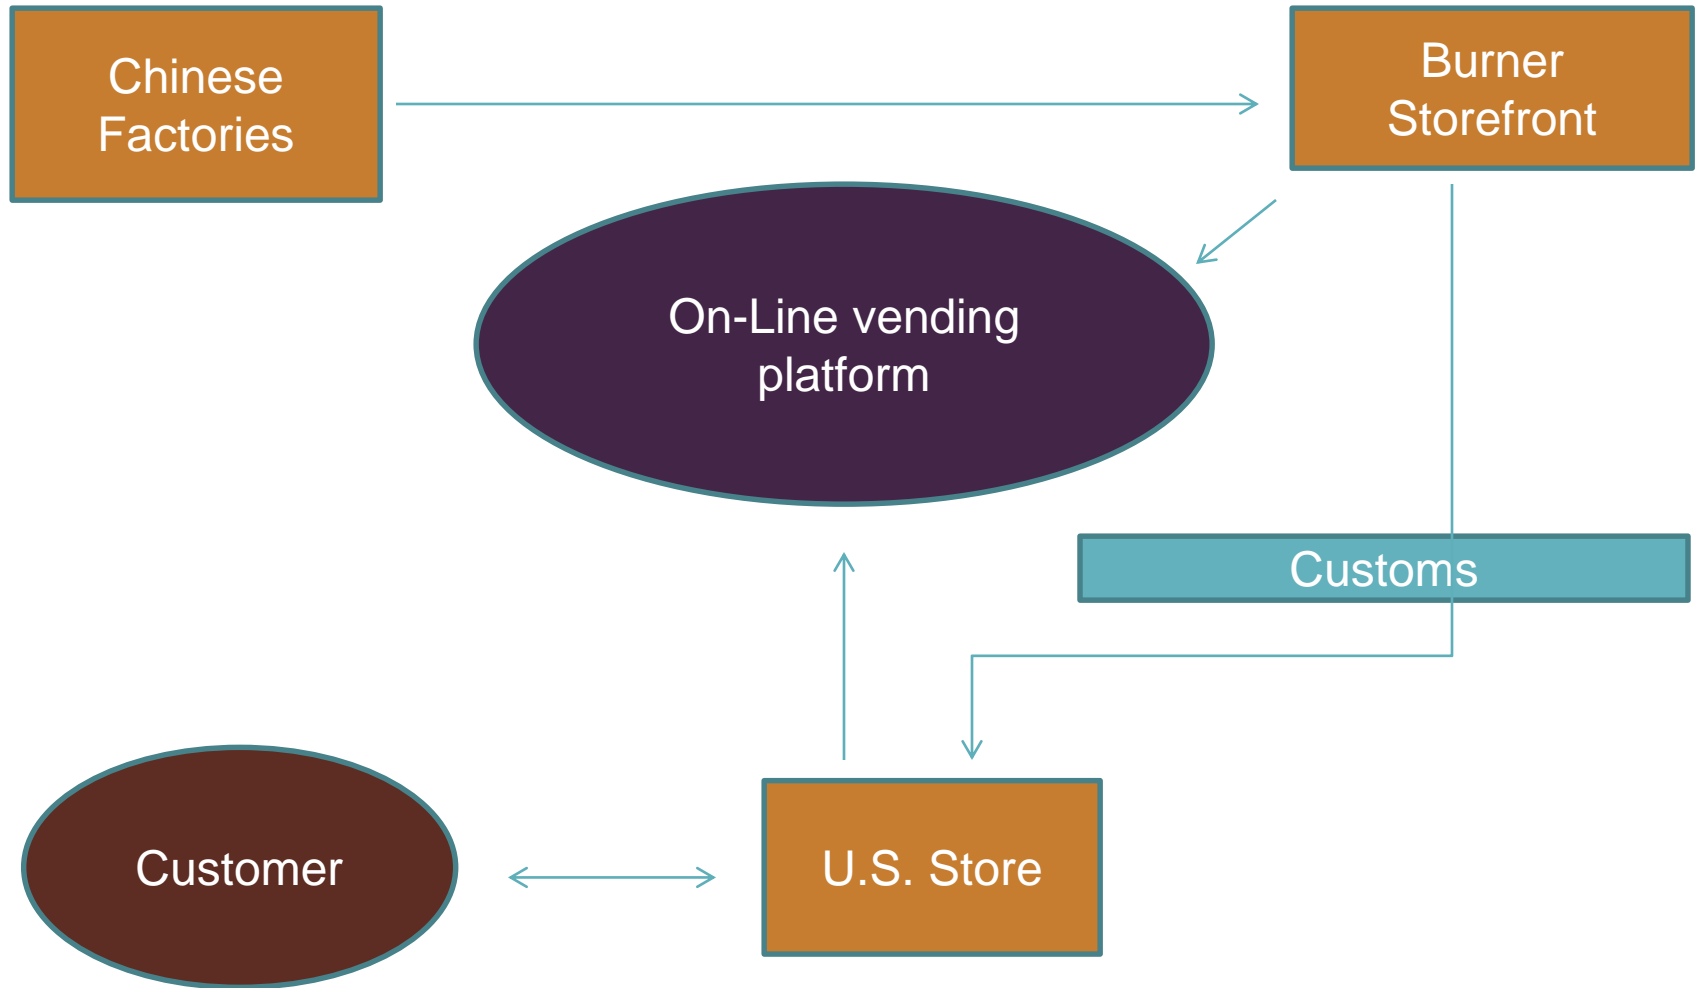 Chinese
Factories
Burner
Storefront
On-Line vending
platform
Customs
Customer
U.S. Store